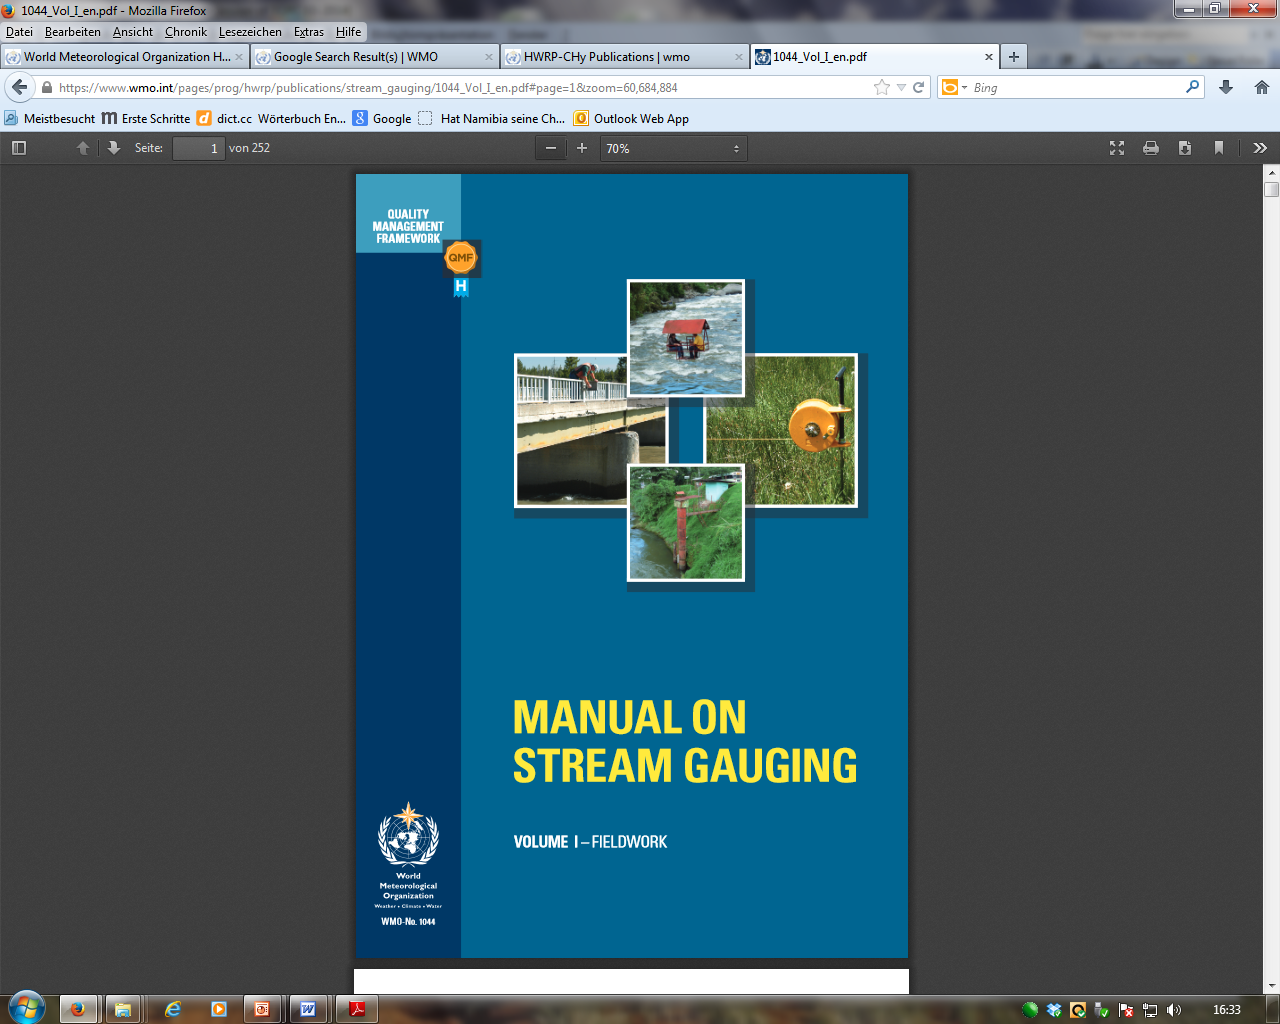 1044_Vol_I_en.pdf - Mozilla Firefox
Datei Bearbeiten Ansicht Chronik Lesezeichen Extras Hilfe
World Meteorological Organization H... Google Search Result(s) | WMO HWRP-CHy Publications | wmo 1044_Vol_I_en.pdf
https://www.wmo.int/pages/prog/hwrp/publications/stream_gauging/1044_Vol_I_en.pdf#page=1&zoom=60,684,884 Bing
Meistbesucht Erste Schritte dict.cc Wörterbuch En... Google Hat Namibia seine Ch... Outlook Web App
Seite: 1 von 252 70%
QUALITY
MANAGEMENT
FRAMEWORK
QMF
H
MANUAL ON
STREAM GAUGING
VOLUME I – FIELDWORK
World
Meteorological
Organization
Weather • Climate • Water
WMO-No. 1044
16:33